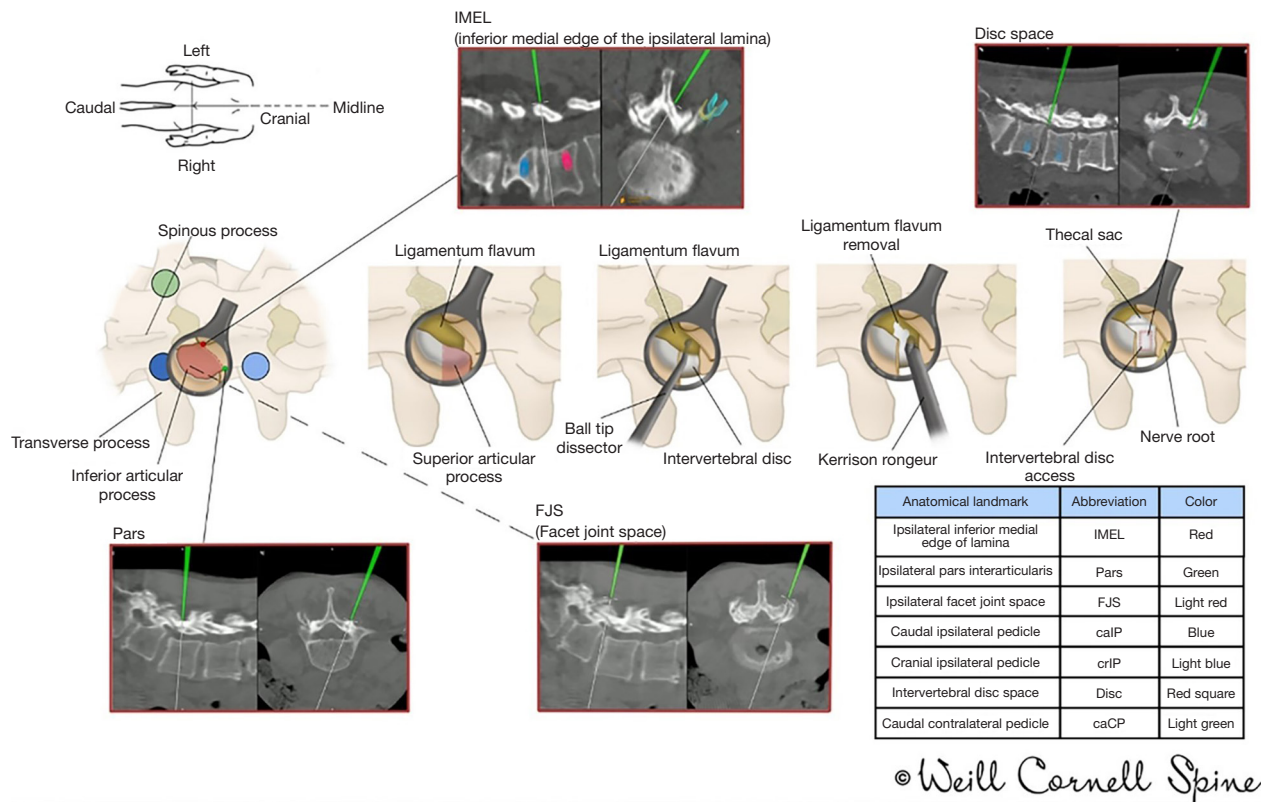 IMEL
(inferior medial edge of the ipsilateral lamina)
Disc space
Left
Caudal
Midline
Cranial
Right
Spinous process
Ligamentum flavum
Ligamentum flavum
Ligamentum flavum
removal
Thecal sac
Transverse process
Inferior articular
process
Superior articular
process
Ball tip
dissector
Intervertebral disc
Kerrison rongeur
Intervertebral disc
access
Nerve root
Pars
FJS
(Facet joint space)
Anatomical landmark Abbreviation Color
Ipsilateral inferior medial
edge of lamina IMEL Red
Ipsilateral pars interarticularis Pars Green
Ipsilateral facet joint space FJS Light red
Caudal ipsilateral pedicle caIP Blue
Cranial ipsilateral pedicle crIP Light blue
Intervertebral disc space Disc Red square
Caudal contralateral pedicle caCP Light green
© Weill Cornell Spine